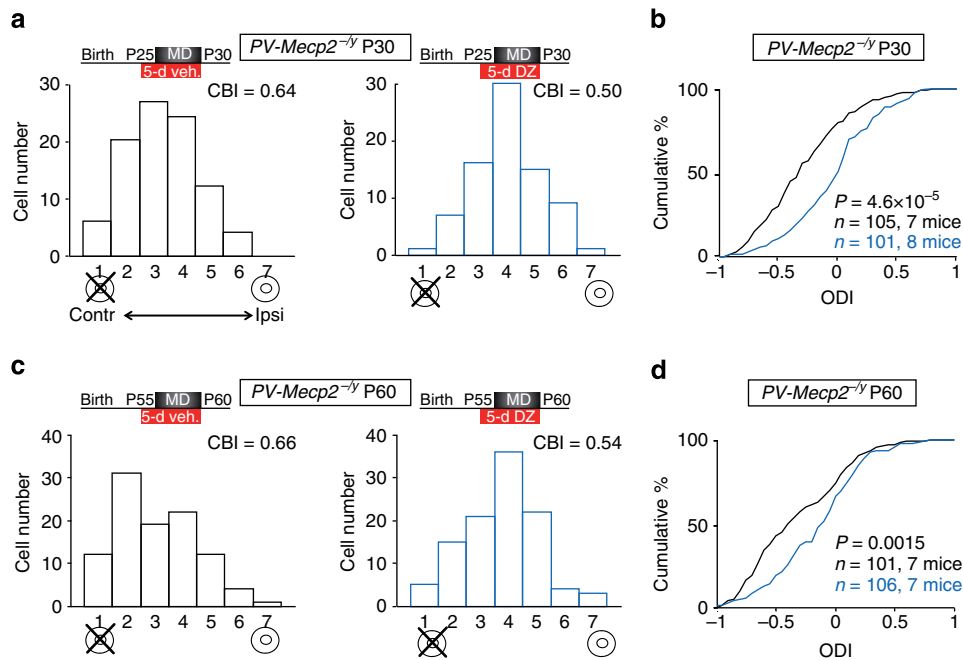 a
PV-Mecp2⁻/ʸ P30
Birth P25 MD P30
5-d veh.
CBI = 0.64
Cell number
30
20
10
0
1 2 3 4 5 6 7
Contr Ipsi
Birth P25 MD P30
5-d DZ
CBI = 0.50
Cell number
30
20
10
0
1 2 3 4 5 6 7
b
PV-Mecp2⁻/ʸ P30
Cumulative %
100
50
0
P = 4.6×10⁻⁵
n = 105, 7 mice
n = 101, 8 mice
−1 −0.5 0 0.5 1
ODI
c
PV-Mecp2⁻/ʸ P60
Birth P55 MD P60
5-d veh.
CBI = 0.66
Cell number
40
30
20
10
0
1 2 3 4 5 6 7
Birth P55 MD P60
5-d DZ
CBI = 0.54
Cell number
40
30
20
10
0
1 2 3 4 5 6 7
d
PV-Mecp2⁻/ʸ P60
Cumulative %
100
50
0
P = 0.0015
n = 101, 7 mice
n = 106, 7 mice
−1 −0.5 0 0.5 1
ODI